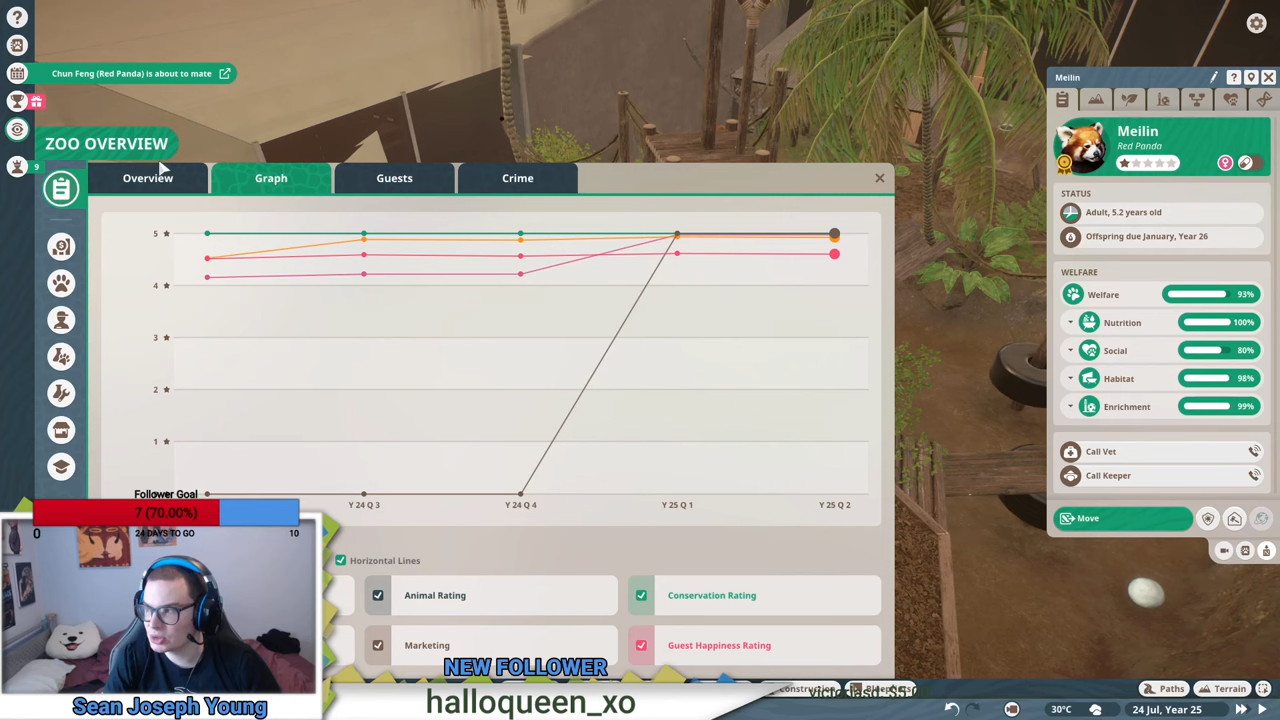 Chun Feng (Red Panda) is about to mate
ZOO OVERVIEW
9
Overview
Graph
Guests
Crime
5
4
3
2
1
Y 24 Q 3
Y 24 Q 4
Y 25 Q 1
Y 25 Q 2
Horizontal Lines
Animal Rating
Conservation Rating
Marketing
Guest Happiness Rating
Meilin
Meilin
Red Panda
STATUS
Adult, 5.2 years old
Offspring due January, Year 26
WELFARE
Welfare
93%
Nutrition
100%
Social
80%
Habitat
98%
Enrichment
99%
Call Vet
Call Keeper
Move
Follower Goal
7 (70.00%)
0
24 DAYS TO GO
10
Sean Joseph Young
NEW FOLLOWER
halloqueen_xo
Paths
Terrain
30°C
24 Jul, Year 25